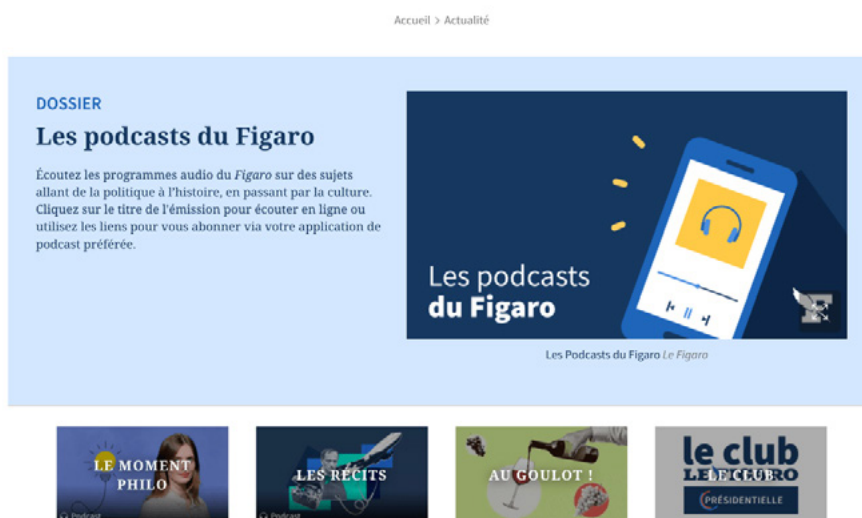 Accueil > Actualité
DOSSIER
Les podcasts du Figaro
Écoutez les programmes audio du Figaro sur des sujets
allant de la politique à l'histoire, en passant par la culture.
Cliquez sur le titre de l'émission pour écouter en ligne ou
utilisez les liens pour vous abonner via votre application de
podcast préférée.
Les podcasts
du Figaro
Les Podcasts du Figaro Le Figaro
LE MOMENT
PHILO
Podcast
LES RÉCITS
Podcast
AU GOULOT !
le club
LE CLUB
PRÉSIDENTIELLE